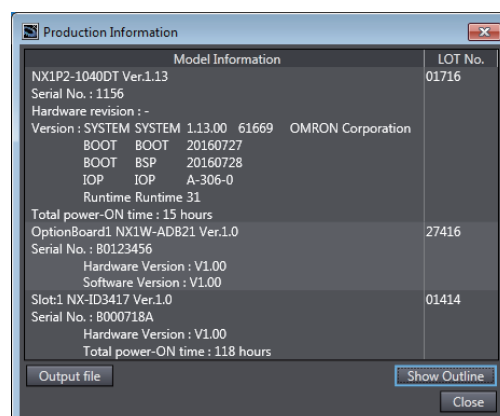 Production Information
Model Information LOT No.
NX1P2-1040DT Ver.1.13 01716
Serial No. : 1156
Hardware revision : -
Version : SYSTEM SYSTEM 1.13.00 61669 OMRON Corporation
BOOT BOOT 20160727
BOOT BSP 20160728
IOP IOP A-306-0
Runtime Runtime 31
Total power-ON time : 15 hours
OptionBoard1 NX1W-ADB21 Ver.1.0 27416
Serial No. : B0123456
Hardware Version : V1.00
Software Version : V1.00
Slot:1 NX-ID3417 Ver.1.0 01414
Serial No. : B000718A
Hardware Version : V1.00
Total power-ON time : 118 hours
Output file Show Outline
Close